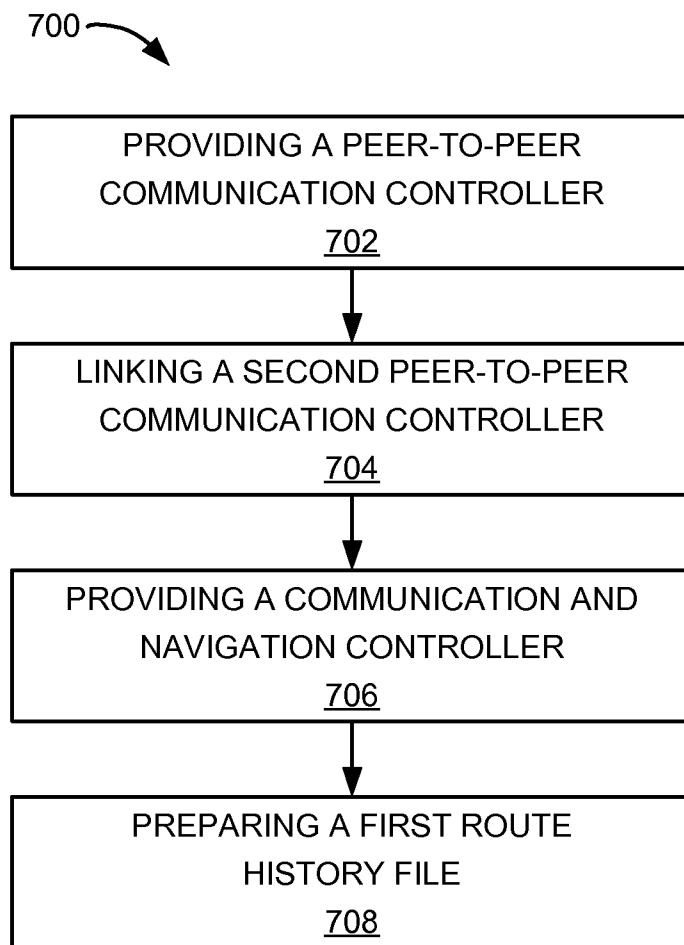 700
PROVIDING A PEER-TO-PEER
COMMUNICATION CONTROLLER
702
LINKING A SECOND PEER-TO-PEER
COMMUNICATION CONTROLLER
704
PROVIDING A COMMUNICATION AND
NAVIGATION CONTROLLER
706
PREPARING A FIRST ROUTE
HISTORY FILE
708